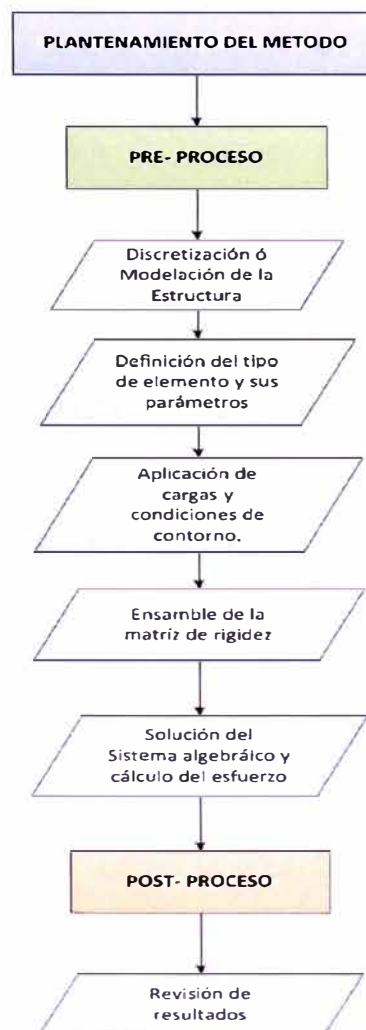 PLANTENAMIENTO DEL METODO
PRE- PROCESO
Discretización ó
Modelación de la
Estructura
Definición del tipo
de elemento y sus
parámetros
Aplicación de
cargas y
condiciones de
contorno.
Ensamble de la
matríz de rigidez
Solución del
Sistema algebráico y
cálculo del esfuerzo
POST- PROCESO
Revisión de
resultados